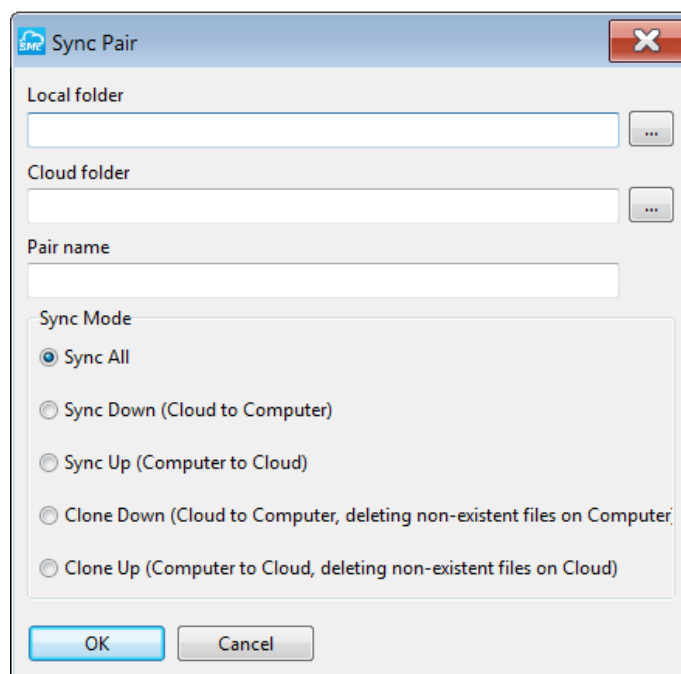 SMC Sync Pair
Local folder
...
Cloud folder
...
Pair name
Sync Mode
Sync All
Sync Down (Cloud to Computer)
Sync Up (Computer to Cloud)
Clone Down (Cloud to Computer, deleting non-existent files on Computer)
Clone Up (Computer to Cloud, deleting non-existent files on Cloud)
OK Cancel